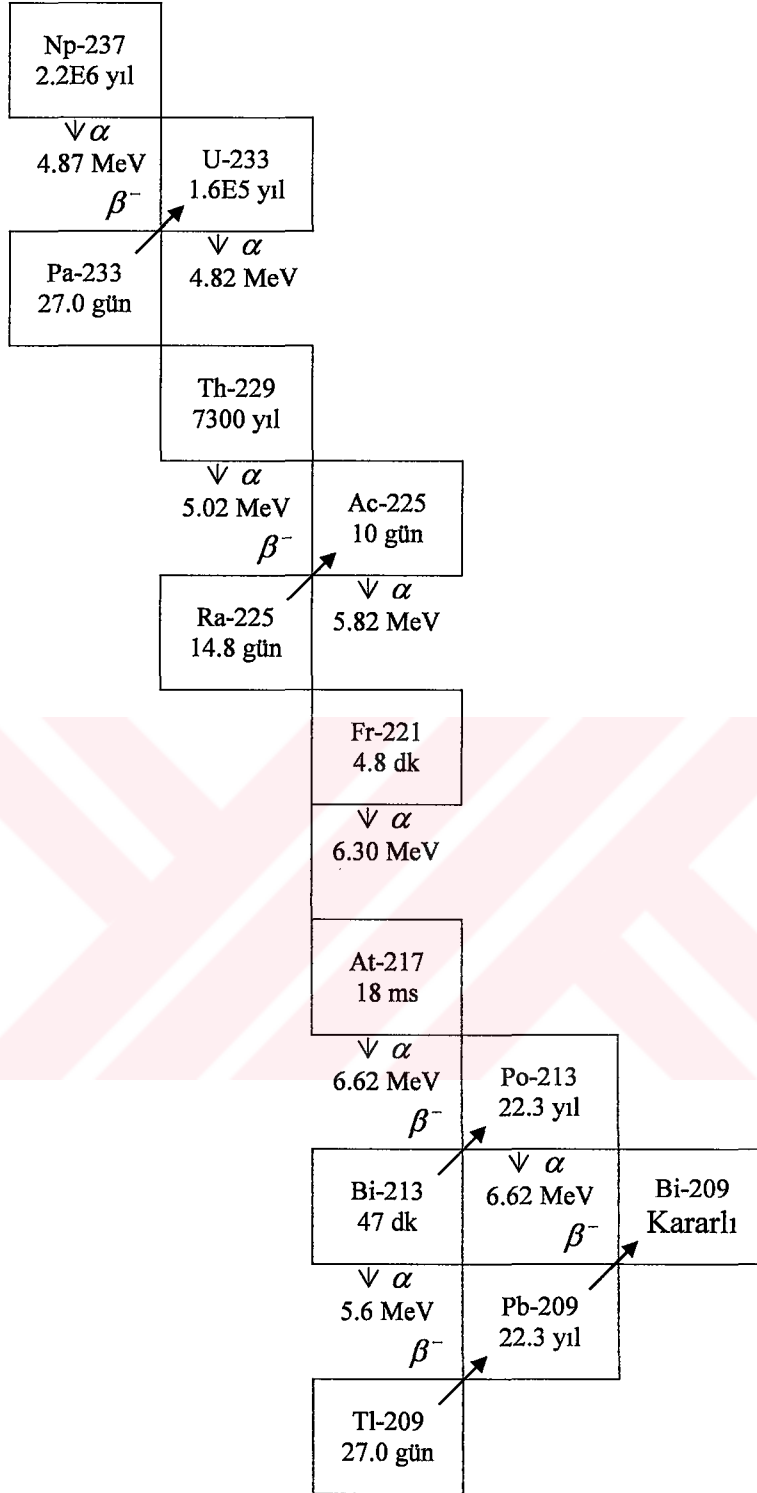 Np-237
2.2E6 yıl
α
4.87 MeV
U-233
1.6E5 yıl
β⁻
α
4.82 MeV
Pa-233
27.0 gün
Th-229
7300 yıl
α
5.02 MeV
Ac-225
10 gün
β⁻
α
5.82 MeV
Ra-225
14.8 gün
Fr-221
4.8 dk
α
6.30 MeV
At-217
18 ms
α
6.62 MeV
Po-213
22.3 yıl
β⁻
α
6.62 MeV
Bi-213
47 dk
Bi-209
Kararlı
β⁻
α
5.6 MeV
Pb-209
22.3 yıl
β⁻
Tl-209
27.0 gün